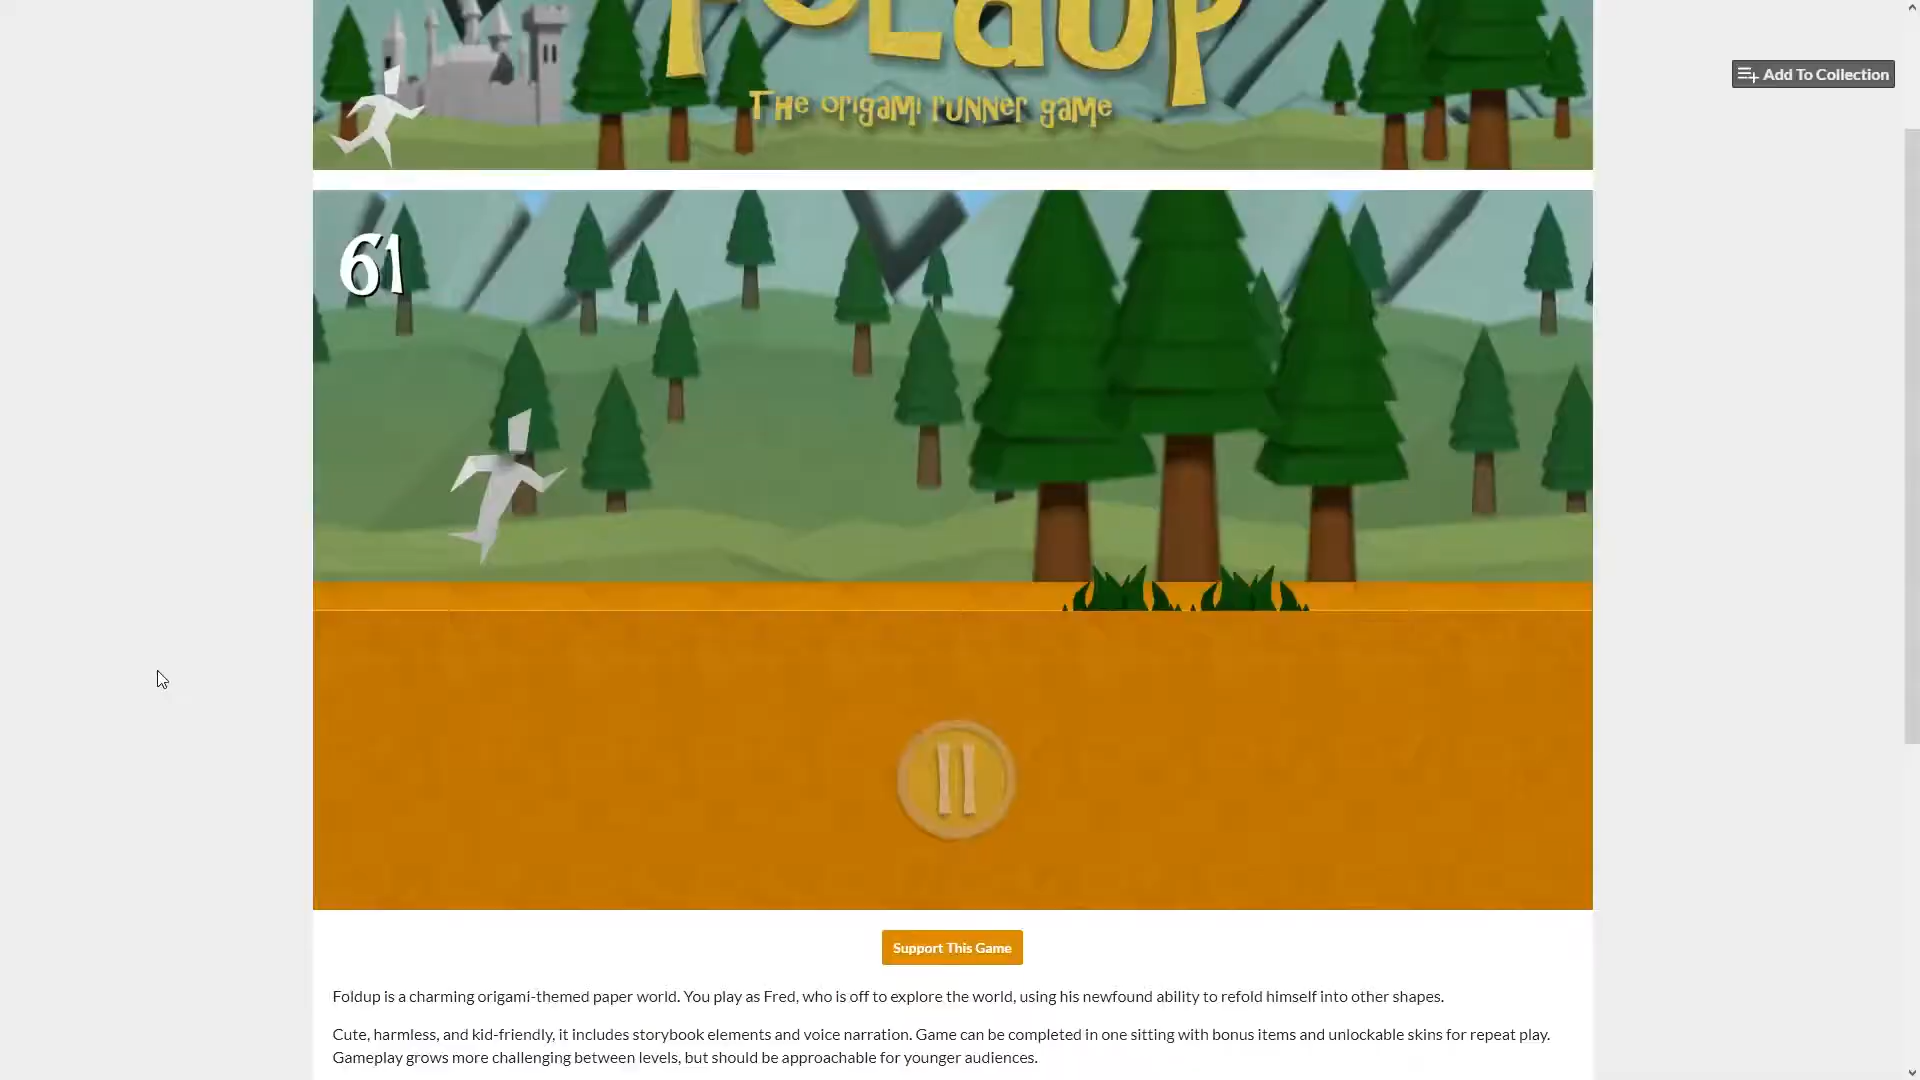 FOLdUP
The origami runner game
Add To Collection
61
Support This Game
Foldup is a charming origami-themed paper world. You play as Fred, who is off to explore the world, using his newfound ability to refold himself into other shapes.
Cute, harmless, and kid-friendly, it includes storybook elements and voice narration. Game can be completed in one sitting with bonus items and unlockable skins for repeat play.
Gameplay grows more challenging between levels, but should be approachable for younger audiences.